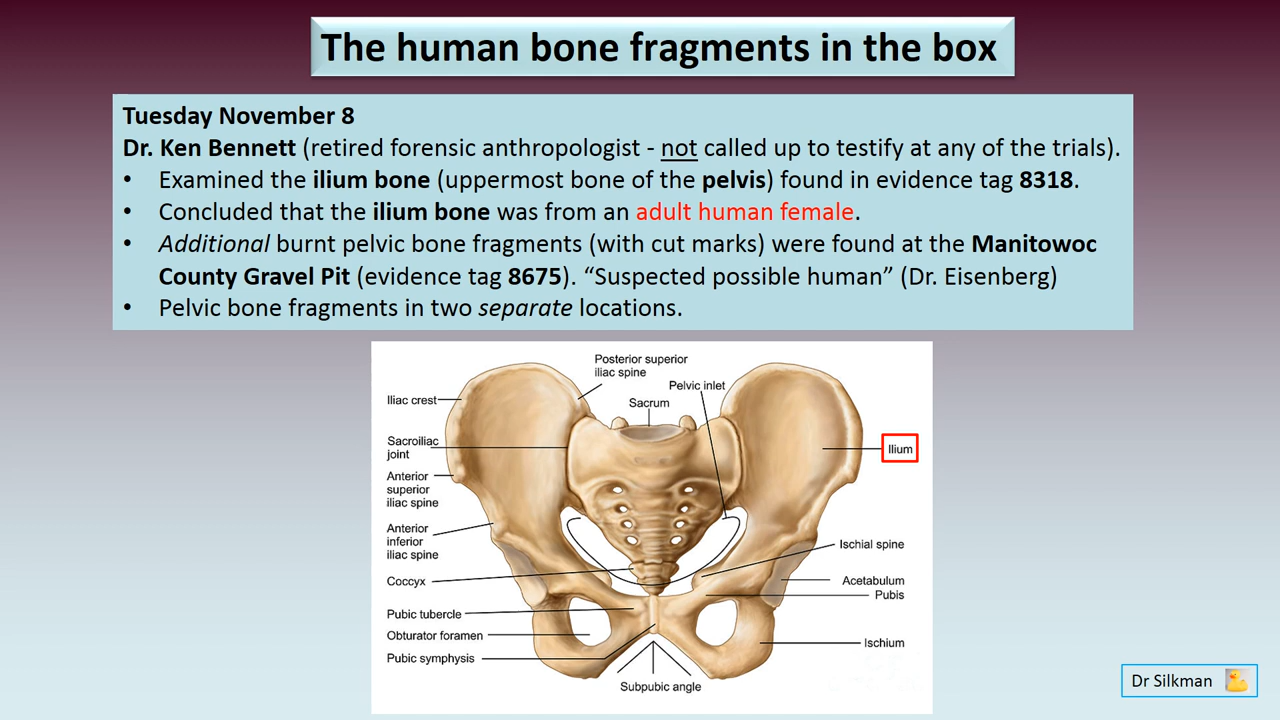 The human bone fragments in the box
Tuesday November 8
Dr. Ken Bennett (retired forensic anthropologist - not called up to testify at any of the trials).
• Examined the ilium bone (uppermost bone of the pelvis) found in evidence tag 8318.
• Concluded that the ilium bone was from an adult human female.
• Additional burnt pelvic bone fragments (with cut marks) were found at the Manitowoc
County Gravel Pit (evidence tag 8675). “Suspected possible human” (Dr. Eisenberg)
• Pelvic bone fragments in two separate locations.
Posterior superior
iliac spine
Pelvic inlet
Iliac crest
Sacrum
Sacroiliac
joint
Ilium
Anterior
superior
iliac spine
Anterior
inferior
iliac spine
Ischial spine
Coccyx
Acetabulum
Pubis
Pubic tubercle
Obturator foramen
Ischium
Pubic symphysis
Subpubic angle
Dr Silkman